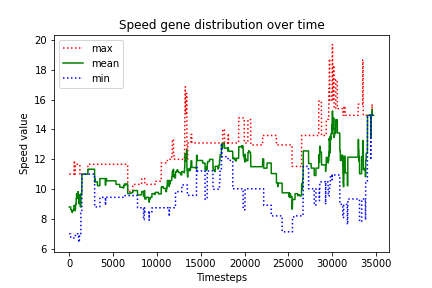 Speed gene distribution over time
max
mean
min
Speed value
20
18
16
14
12
10
8
6
0 5000 10000 15000 20000 25000 30000 35000
Timesteps